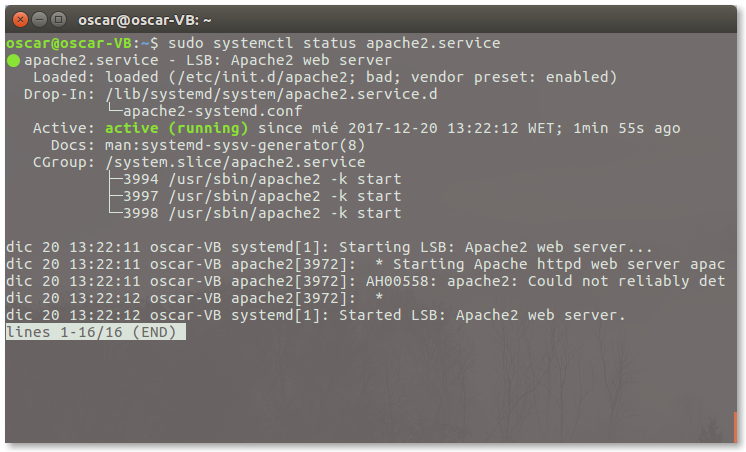 oscar@oscar-VB: ~
oscar@oscar-VB:~$ sudo systemctl status apache2.service
● apache2.service - LSB: Apache2 web server
   Loaded: loaded (/etc/init.d/apache2; bad; vendor preset: enabled)
  Drop-In: /lib/systemd/system/apache2.service.d
           └─apache2-systemd.conf
   Active: active (running) since mié 2017-12-20 13:22:12 WET; 1min 55s ago
     Docs: man:systemd-sysv-generator(8)
   CGroup: /system.slice/apache2.service
           ├─3994 /usr/sbin/apache2 -k start
           ├─3997 /usr/sbin/apache2 -k start
           └─3998 /usr/sbin/apache2 -k start

dic 20 13:22:11 oscar-VB systemd[1]: Starting LSB: Apache2 web server...
dic 20 13:22:11 oscar-VB apache2[3972]:  * Starting Apache httpd web server apac
dic 20 13:22:11 oscar-VB apache2[3972]: AH00558: apache2: Could not reliably det
dic 20 13:22:12 oscar-VB apache2[3972]:  *
dic 20 13:22:12 oscar-VB systemd[1]: Started LSB: Apache2 web server.
lines 1-16/16 (END)